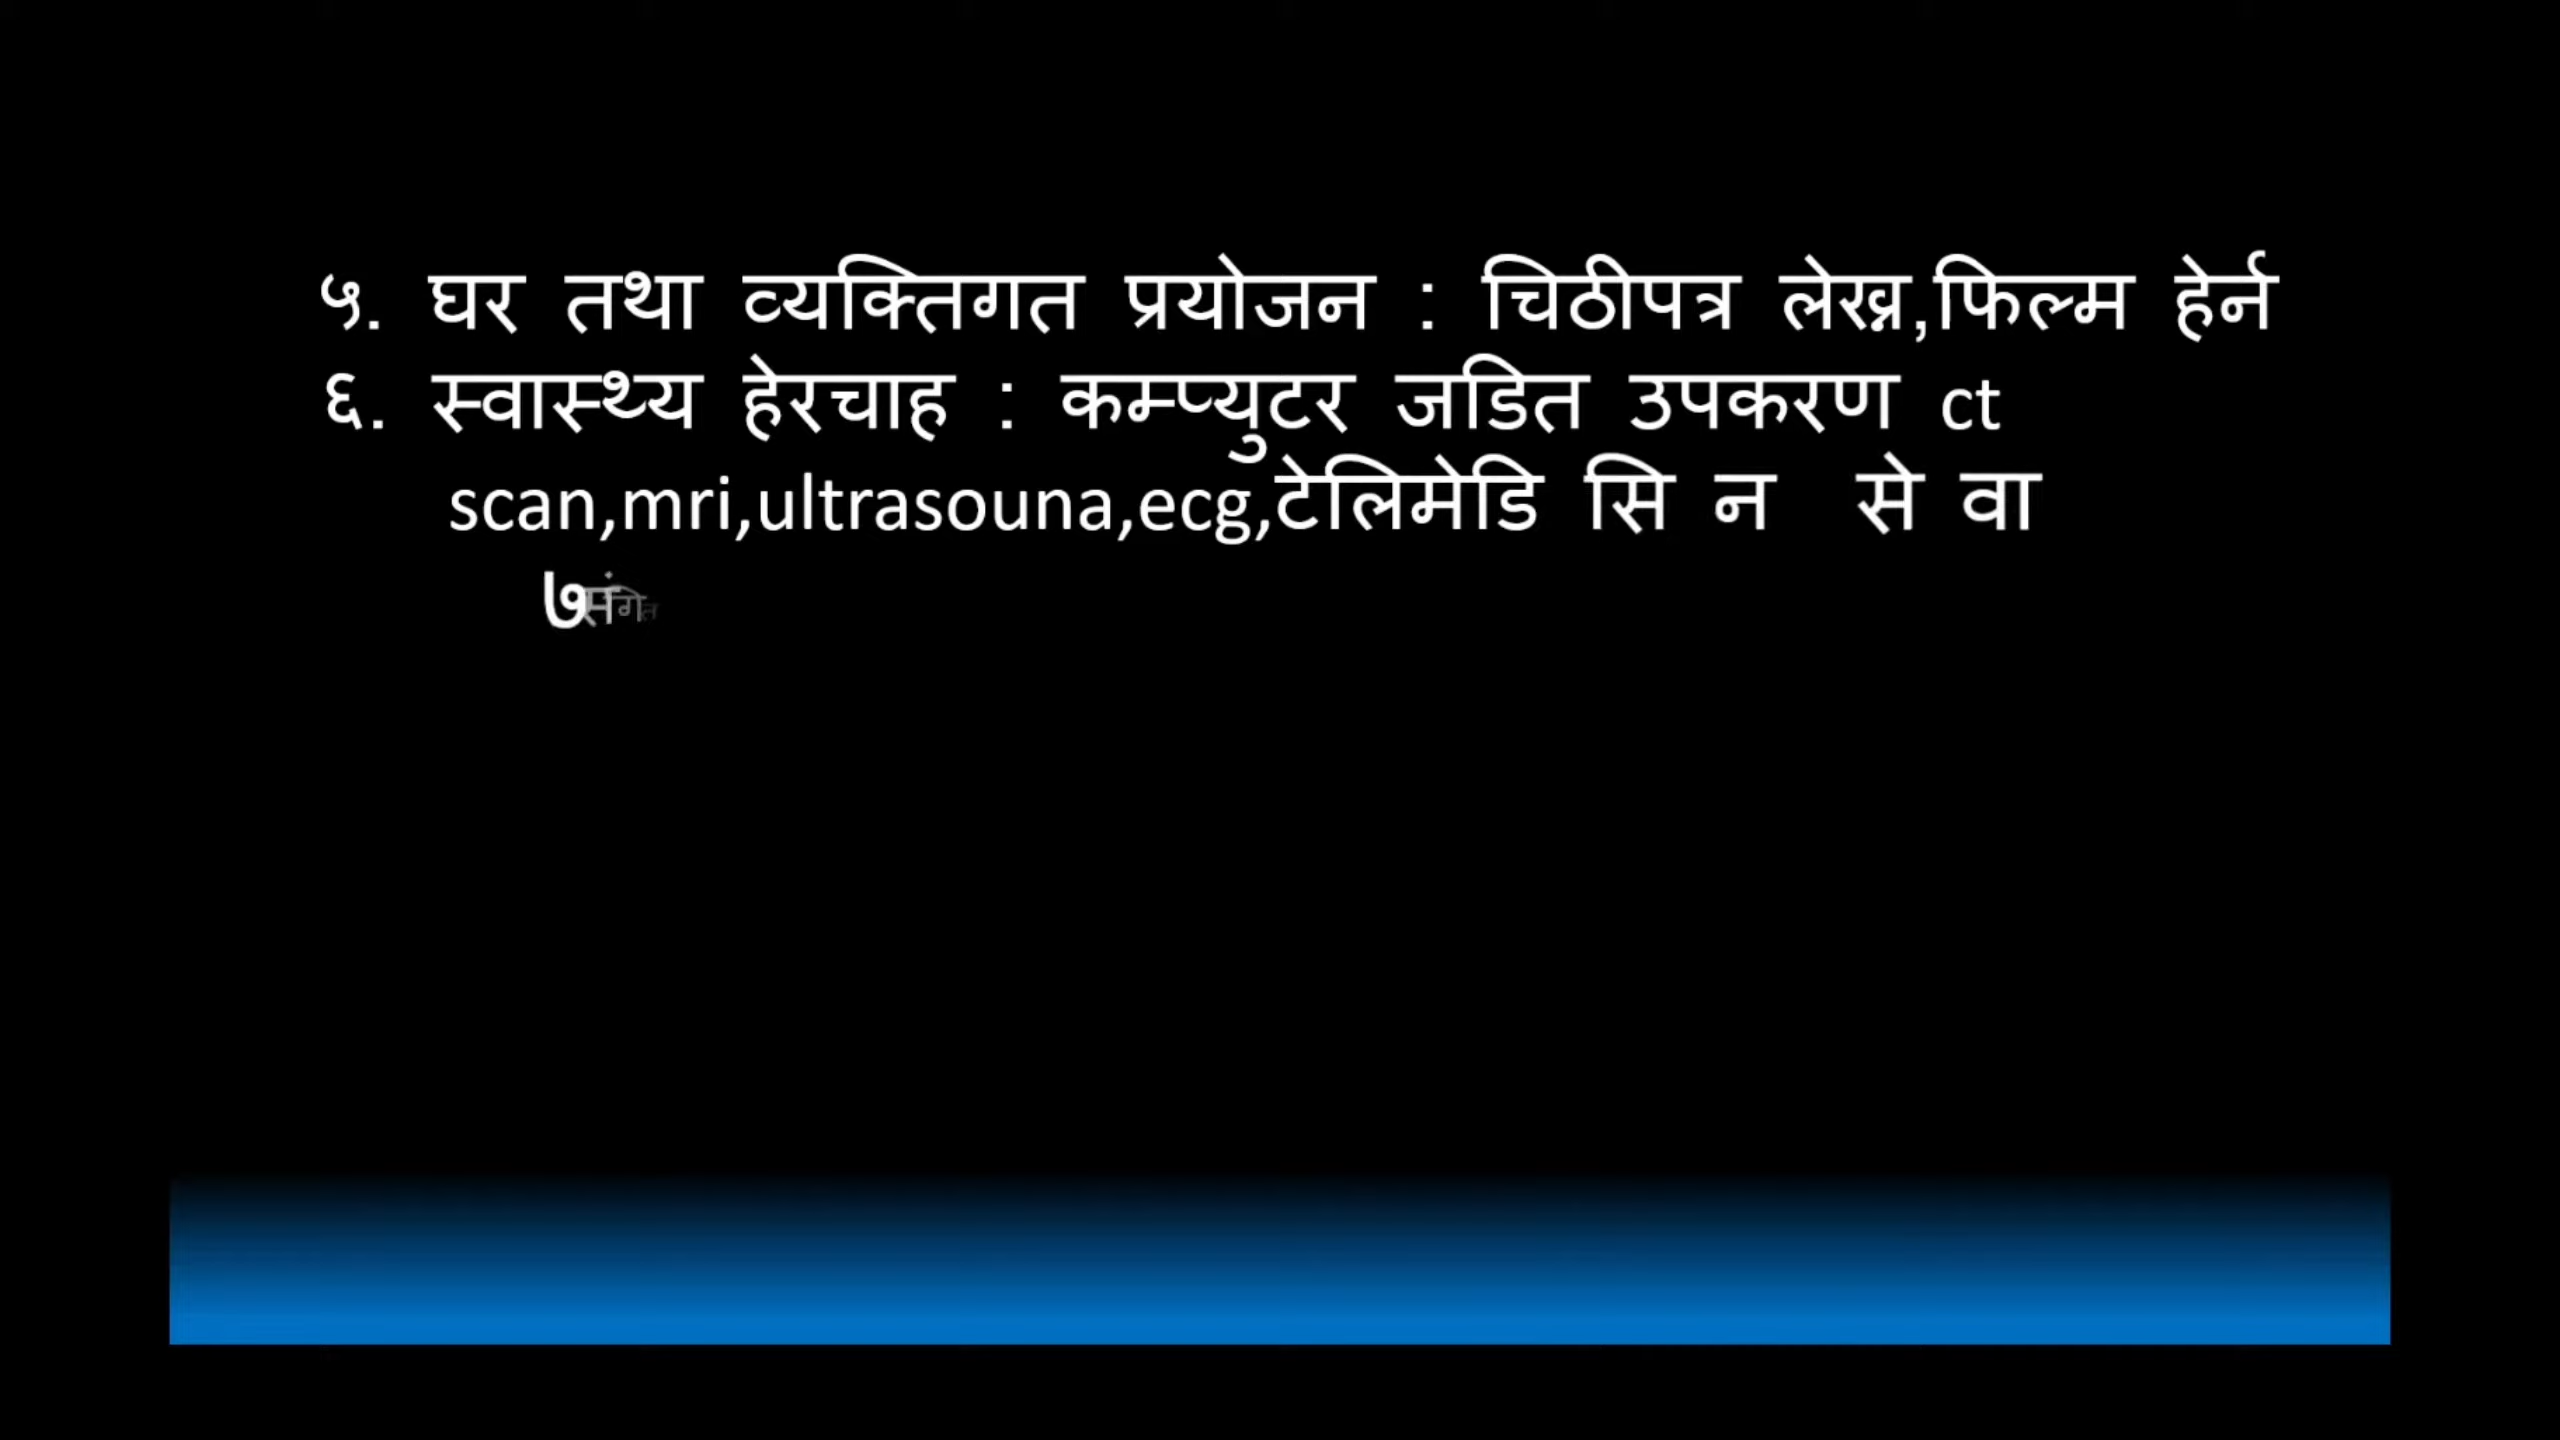 ५. घर तथा व्यक्तिगत प्रयोजन : चिठीपत्र लेख्न,फिल्म हेर्न
६. स्वास्थ्य हेरचाह : कम्प्युटर जडित उपकरण ct
scan,mri,ultrasouna,ecg,टेलिमेडि सि न से वा
७